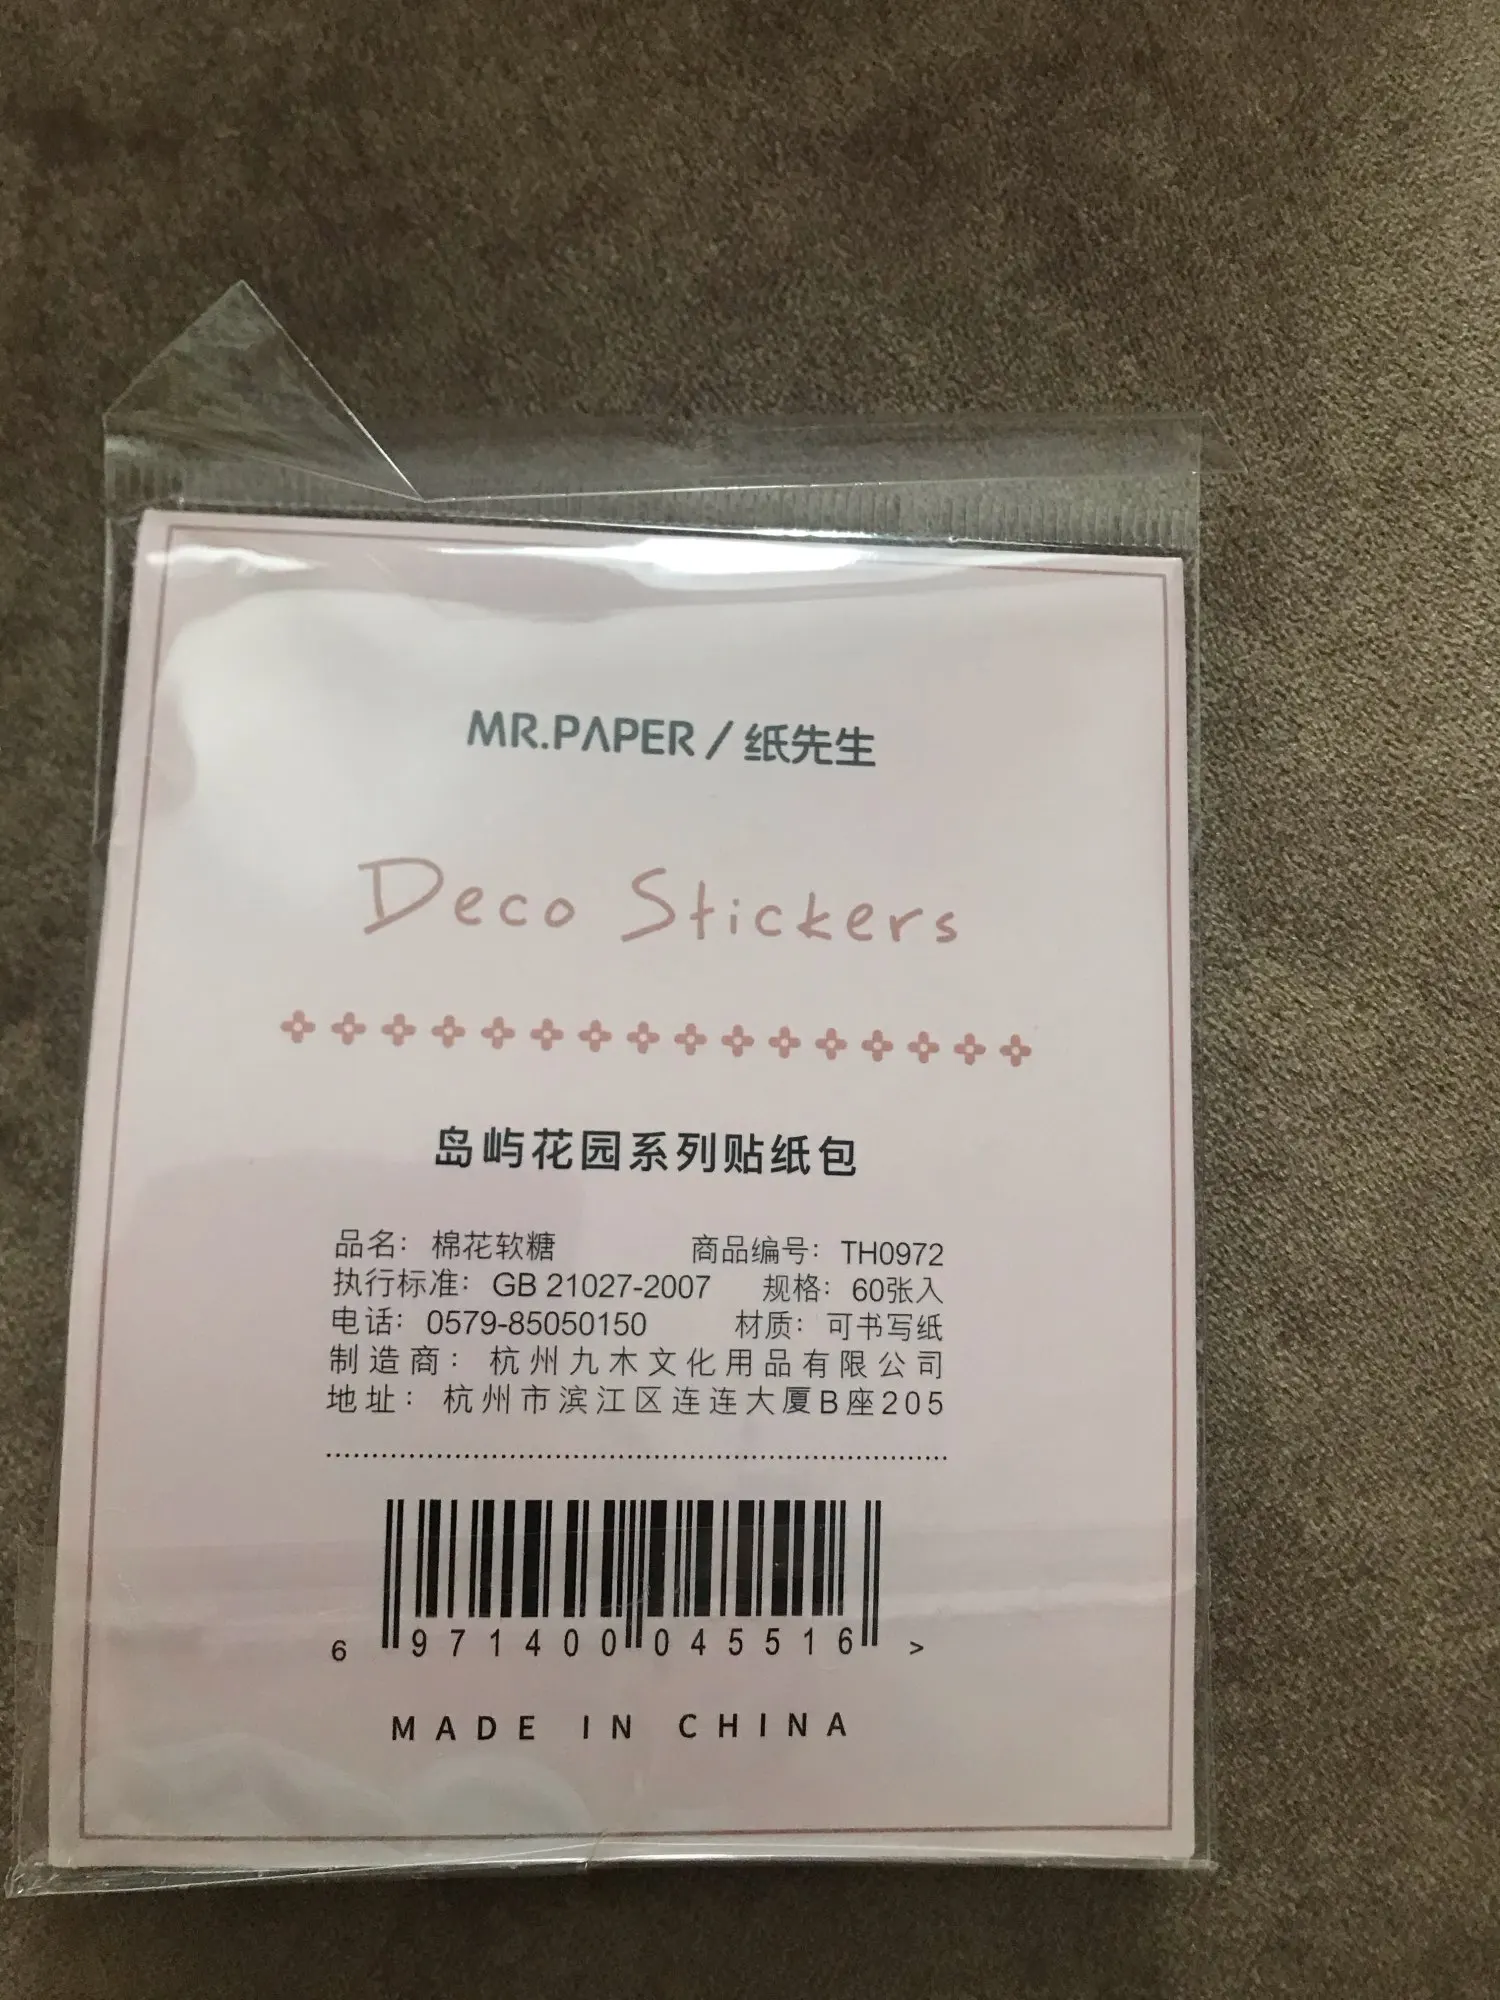 MR.PAPER / 纸先生
Deco Stickers
岛屿花园系列贴纸包
品名：棉花软糖 商品编号：TH0972
执行标准：GB 21027-2007 规格：60张入
电话：0579-85050150 材质：可书写纸
制造商：杭州九木文化用品有限公司
地址：杭州市滨江区连连大厦B座205
6 971400 045516 >
MADE IN CHINA